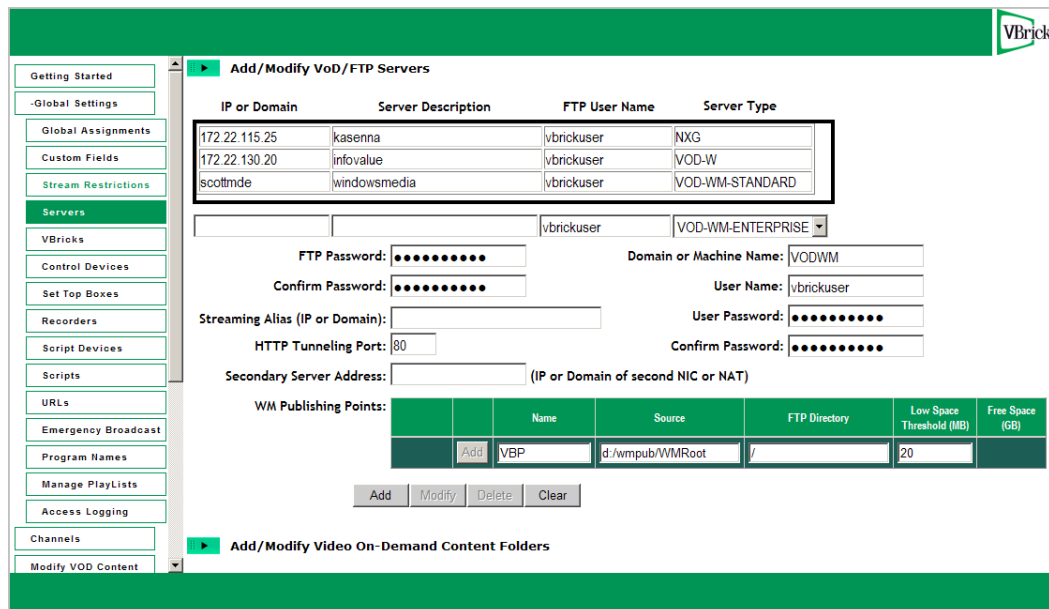 VBrick
Getting Started
-Global Settings
Global Assignments
Custom Fields
Stream Restrictions
Servers
VBricks
Control Devices
Set Top Boxes
Recorders
Script Devices
Scripts
URLs
Emergency Broadcast
Program Names
Manage PlayLists
Access Logging
Channels
Modify VOD Content
Add/Modify VoD/FTP Servers
IP or Domain Server Description FTP User Name Server Type
172.22.115.25 kasenna vbrickuser NXG
172.22.130.20 infovalue vbrickuser VOD-W
scottmde windowsmedia vbrickuser VOD-WM-STANDARD
vbrickuser VOD-WM-ENTERPRISE
FTP Password: ●●●●●●●●●● Domain or Machine Name: VODWM
Confirm Password: ●●●●●●●●●● User Name: vbrickuser
Streaming Alias (IP or Domain): User Password: ●●●●●●●●●●
HTTP Tunneling Port: 80 Confirm Password: ●●●●●●●●●●
Secondary Server Address: (IP or Domain of second NIC or NAT)
WM Publishing Points:
Name Source FTP Directory Low Space Threshold (MB) Free Space (GB)
Add VBP d:/wmpub/WMRoot / 20
Add Modify Delete Clear
Add/Modify Video On-Demand Content Folders